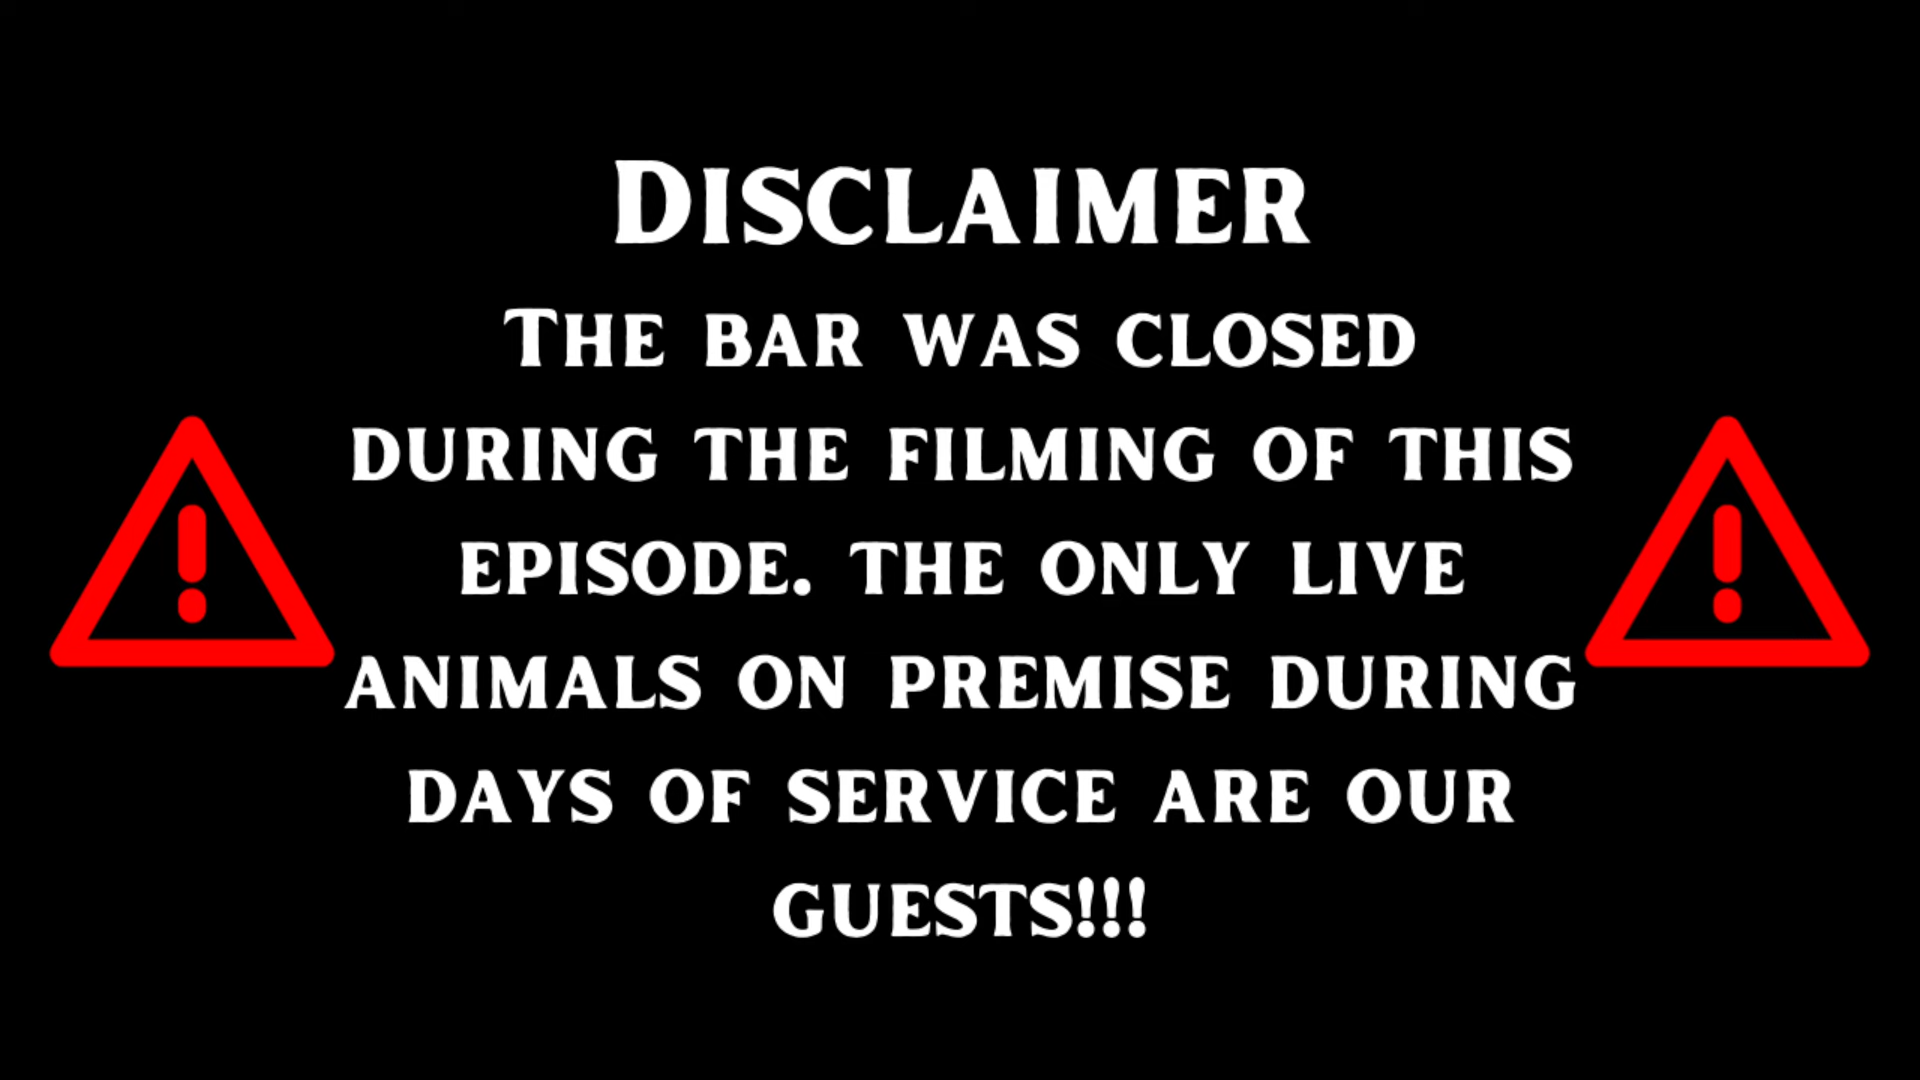 Disclaimer
The bar was closed
during the filming of this
episode. the only live
animals on premise during
days of service are our
guests!!!